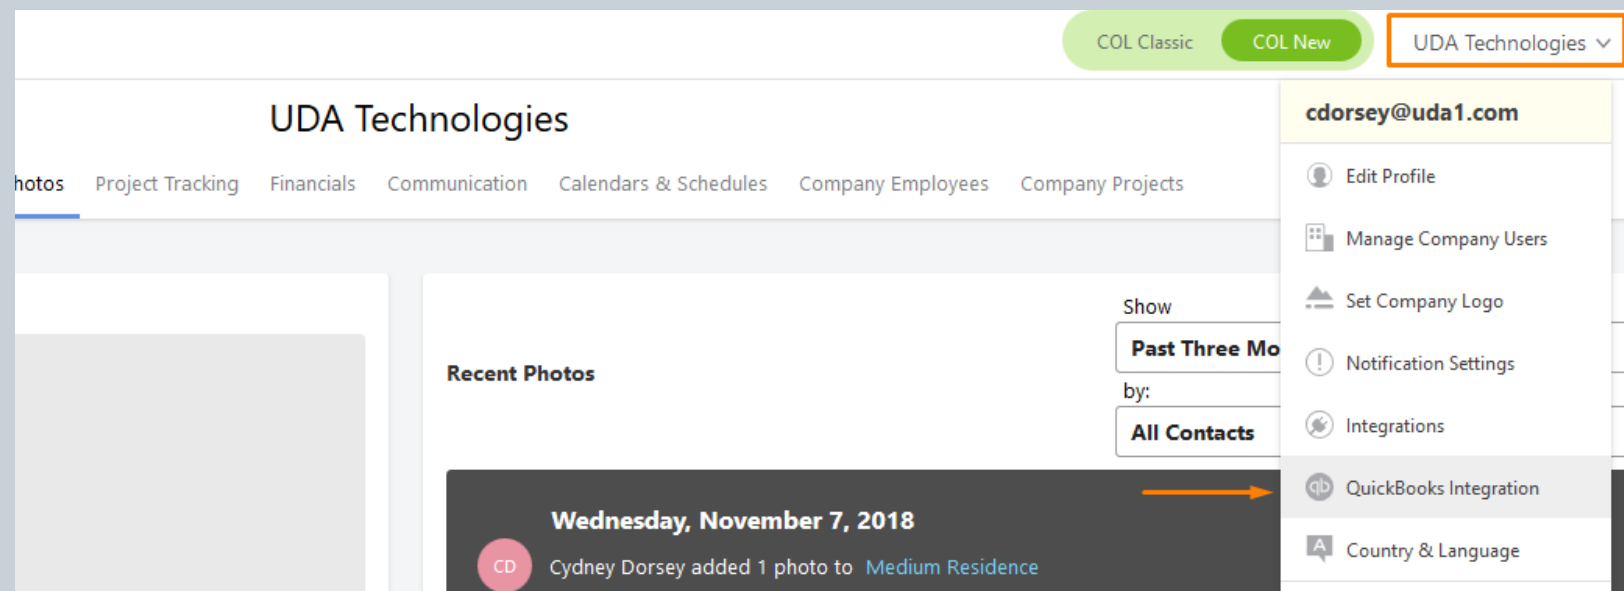 COL Classic
COL New
UDA Technologies
cdorsey@uda1.com
UDA Technologies
hotos
Project Tracking
Financials
Communication
Calendars & Schedules
Company Employees
Company Projects
Edit Profile
Manage Company Users
Set Company Logo
Notification Settings
Integrations
QuickBooks Integration
Country & Language
Show
Past Three Mo
Recent Photos
by:
All Contacts
Wednesday, November 7, 2018
CD
Cydney Dorsey added 1 photo to Medium Residence